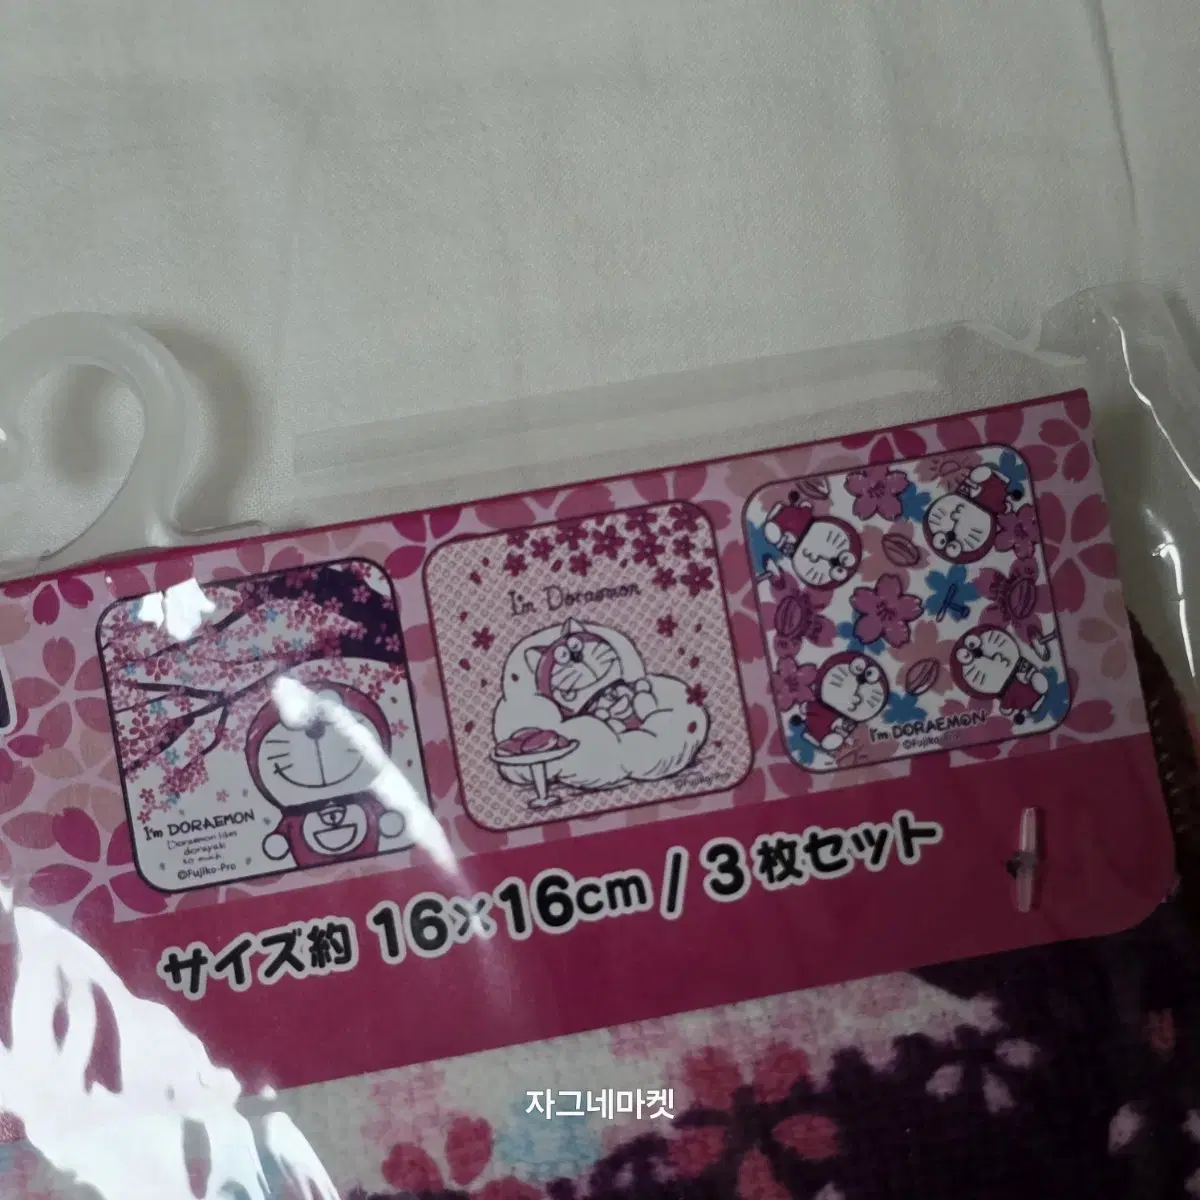 I'm DORAEMON
Doraemon likes
dorayaki
so much
©Fujiko-Pro
I'm Doraemon
©Fujiko-Pro
I'm DORAEMON
©Fujiko-Pro
サイズ約 16×16cm / 3枚セット
자그네마켓